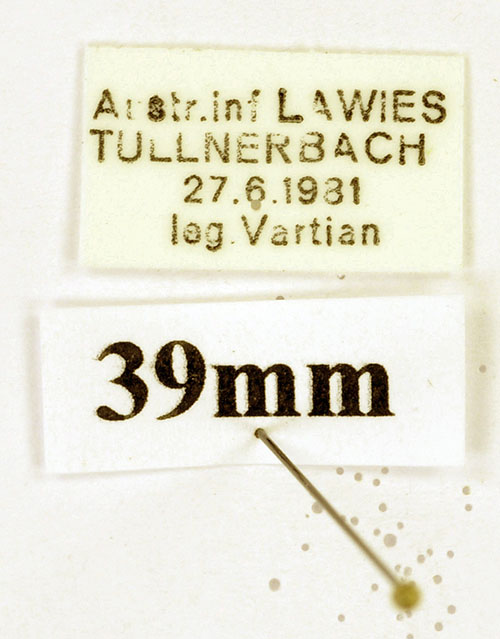 Austr.inf LAWIES
TULLNERBACH
27.6.1981
leg.Vartian
39mm